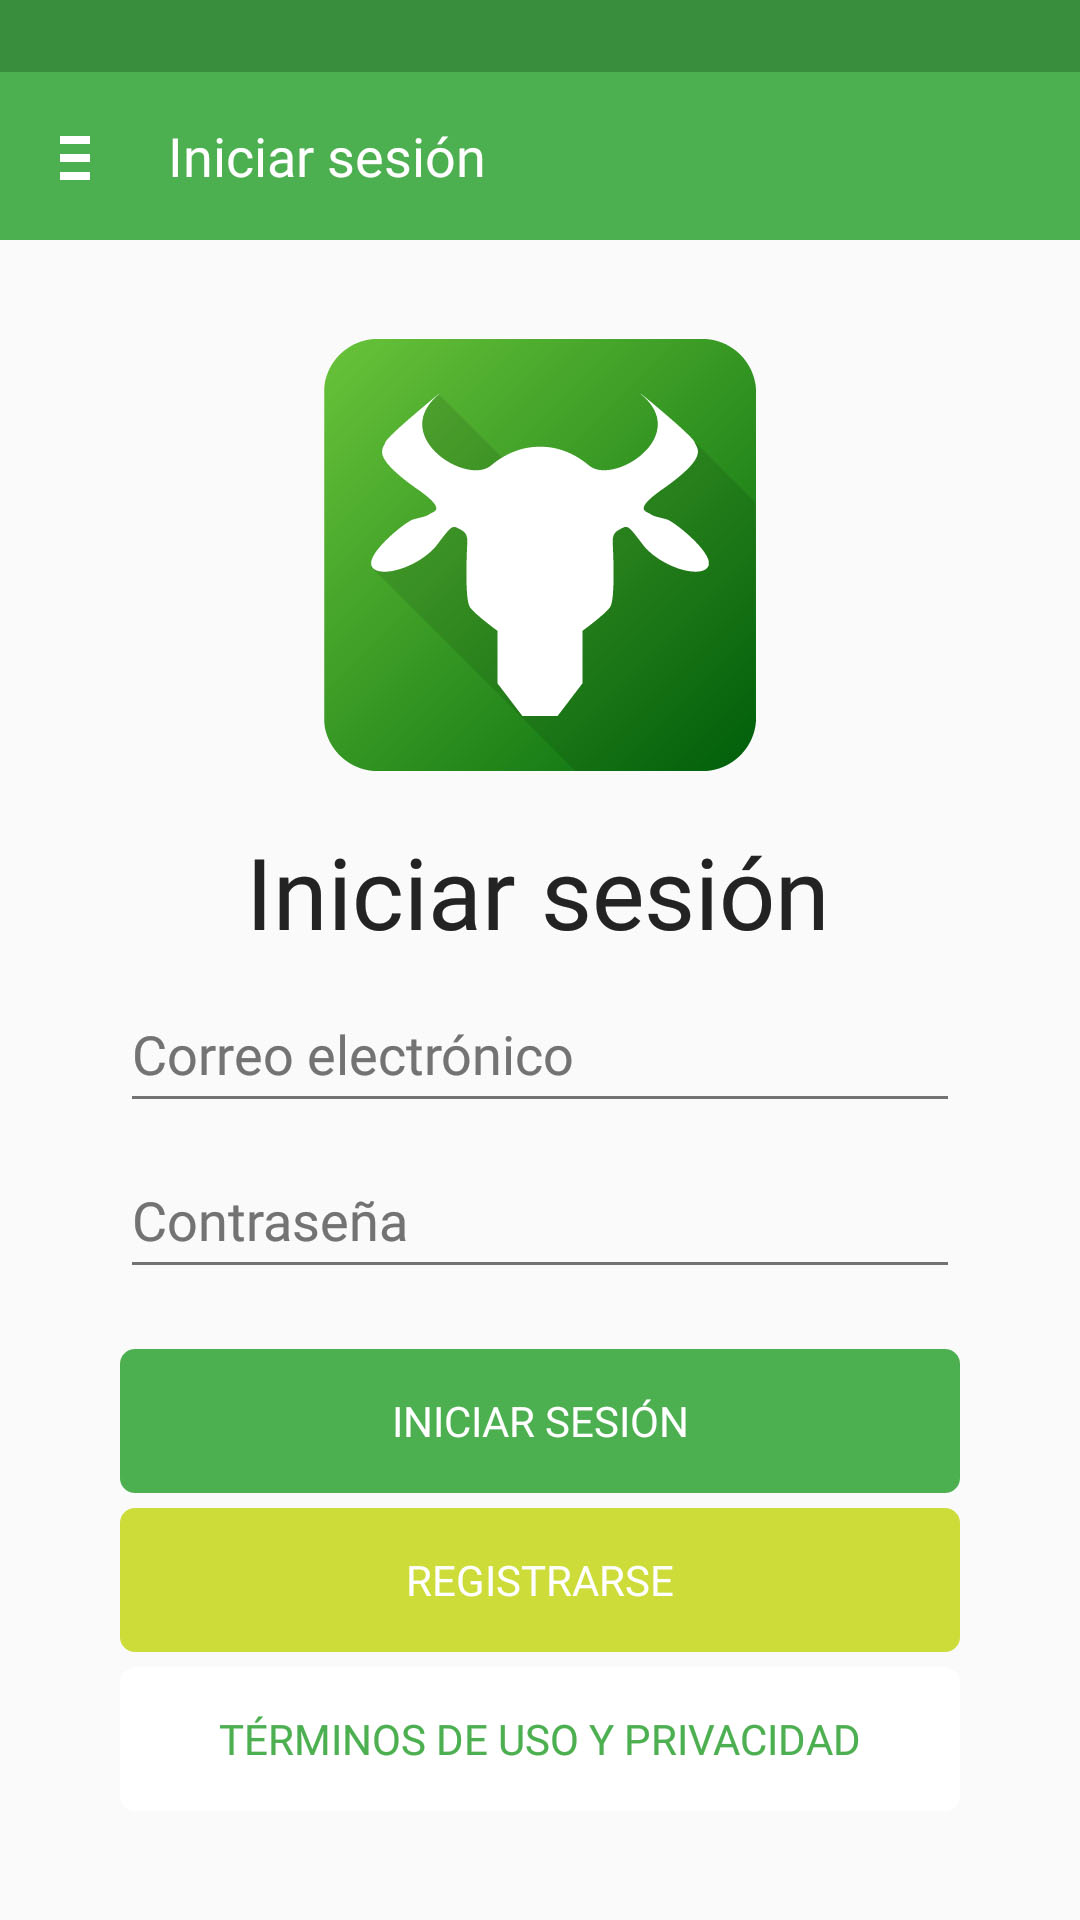 Iniciar sesión
Iniciar sesión
Correo electrónico
Contraseña
INICIAR SESIÓN
REGISTRARSE
TÉRMINOS DE USO Y PRIVACIDAD